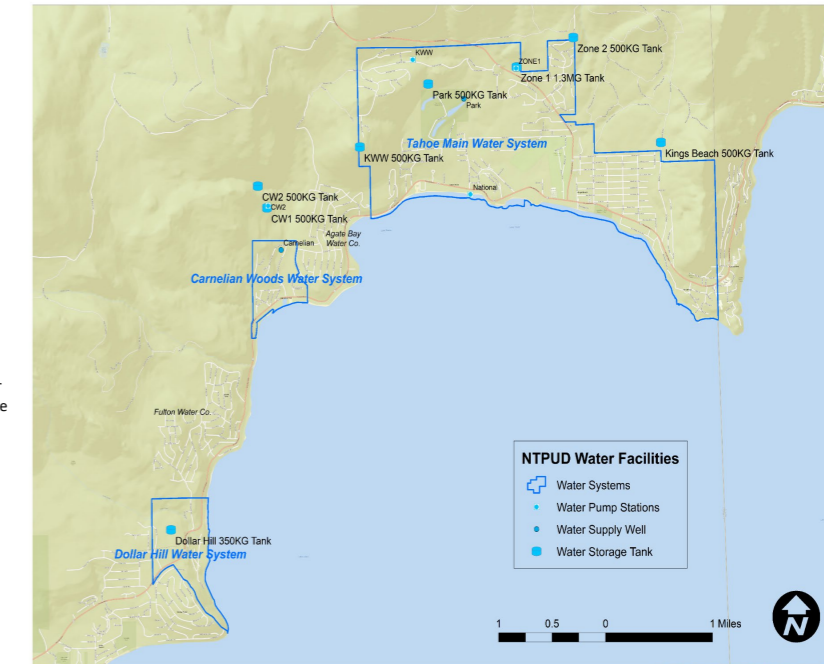 KWW
Zone 2 500KG Tank
ZONE1
Zone 1 1.3MG Tank
Park 500KG Tank
Park
Tahoe Main Water System
KWW 500KG Tank
Kings Beach 500KG Tank
National
CW2 500KG Tank
CW2
CW1 500KG Tank
Agate Bay
Water Co.
Carnelian
Carnelian Woods Water System
e
Fulton Water Co.
NTPUD Water Facilities
Water Systems
Water Pump Stations
Water Supply Well
Water Storage Tank
Dollar Hill 350KG Tank
Dollar Hill Water System
1 0.5 0 1 Miles
N